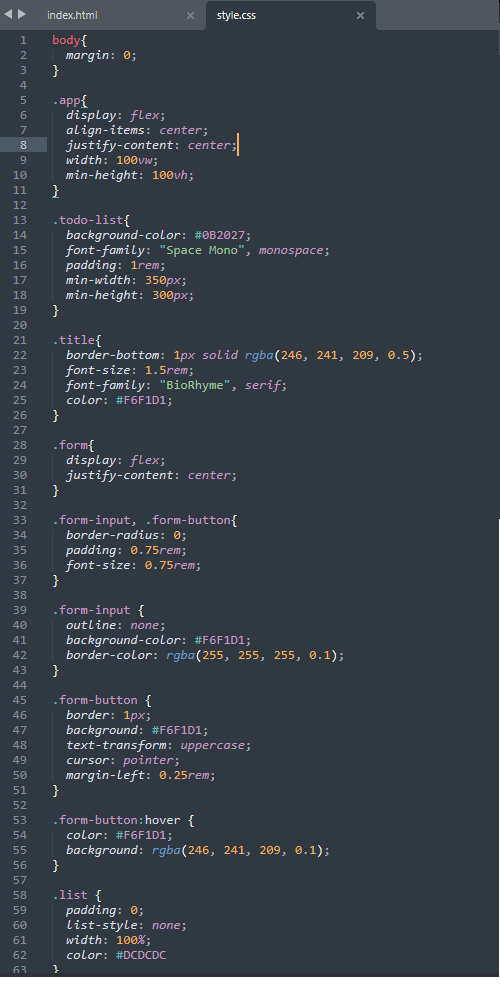 index.html × style.css ×
1 body{
2 margin: 0;
3 }
4
5 .app{
6 display: flex;
7 align-items: center;
8 justify-content: center;
9 width: 100vw;
10 min-height: 100vh;
11 }
12
13 .todo-list{
14 background-color: #0B2027;
15 font-family: "Space Mono", monospace;
16 padding: 1rem;
17 min-width: 350px;
18 min-height: 300px;
19 }
20
21 .title{
22 border-bottom: 1px solid rgba(246, 241, 209, 0.5);
23 font-size: 1.5rem;
24 font-family: "BioRhyme", serif;
25 color: #F6F1D1;
26 }
27
28 .form{
29 display: flex;
30 justify-content: center;
31 }
32
33 .form-input, .form-button{
34 border-radius: 0;
35 padding: 0.75rem;
36 font-size: 0.75rem;
37 }
38
39 .form-input {
40 outline: none;
41 background-color: #F6F1D1;
42 border-color: rgba(255, 255, 255, 0.1);
43 }
44
45 .form-button {
46 border: 1px;
47 background: #F6F1D1;
48 text-transform: uppercase;
49 cursor: pointer;
50 margin-left: 0.25rem;
51 }
52
53 .form-button:hover {
54 color: #F6F1D1;
55 background: rgba(246, 241, 209, 0.1);
56 }
57
58 .list {
59 padding: 0;
60 list-style: none;
61 width: 100%;
62 color: #DCDCDC
63 }